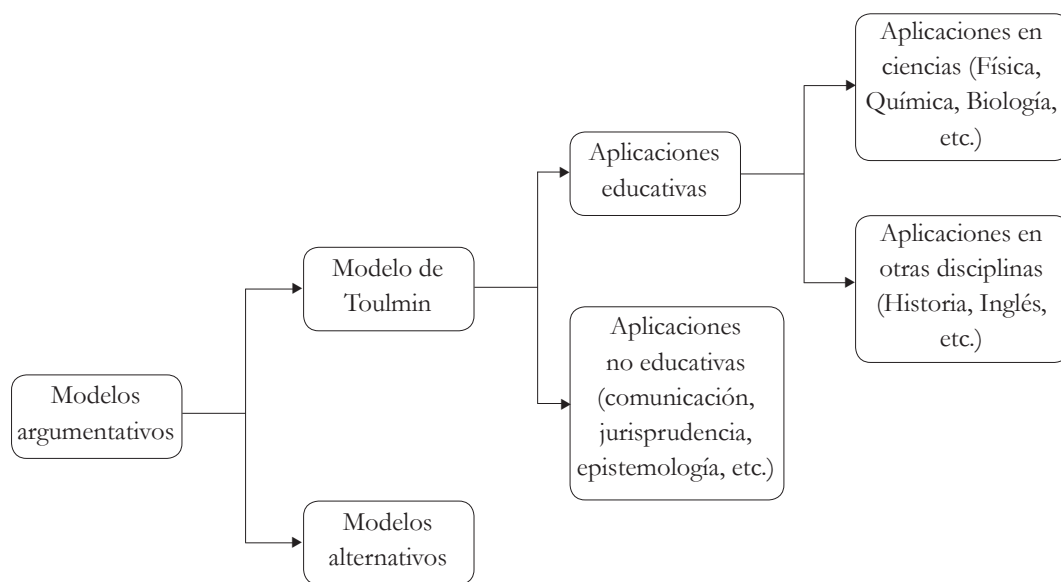 Modelos
argumentativos
Modelo de
Toulmin
Modelos
alternativos
Aplicaciones
educativas
Aplicaciones
no educativas
(comunicación,
jurisprudencia,
epistemología, etc.)
Aplicaciones en
ciencias (Física,
Química, Biología,
etc.)
Aplicaciones en
otras disciplinas
(Historia, Inglés,
etc.)